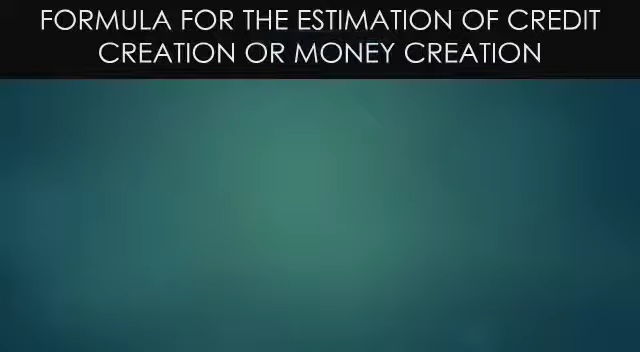 FORMULA FOR THE ESTIMATION OF CREDIT
CREATION OR MONEY CREATION